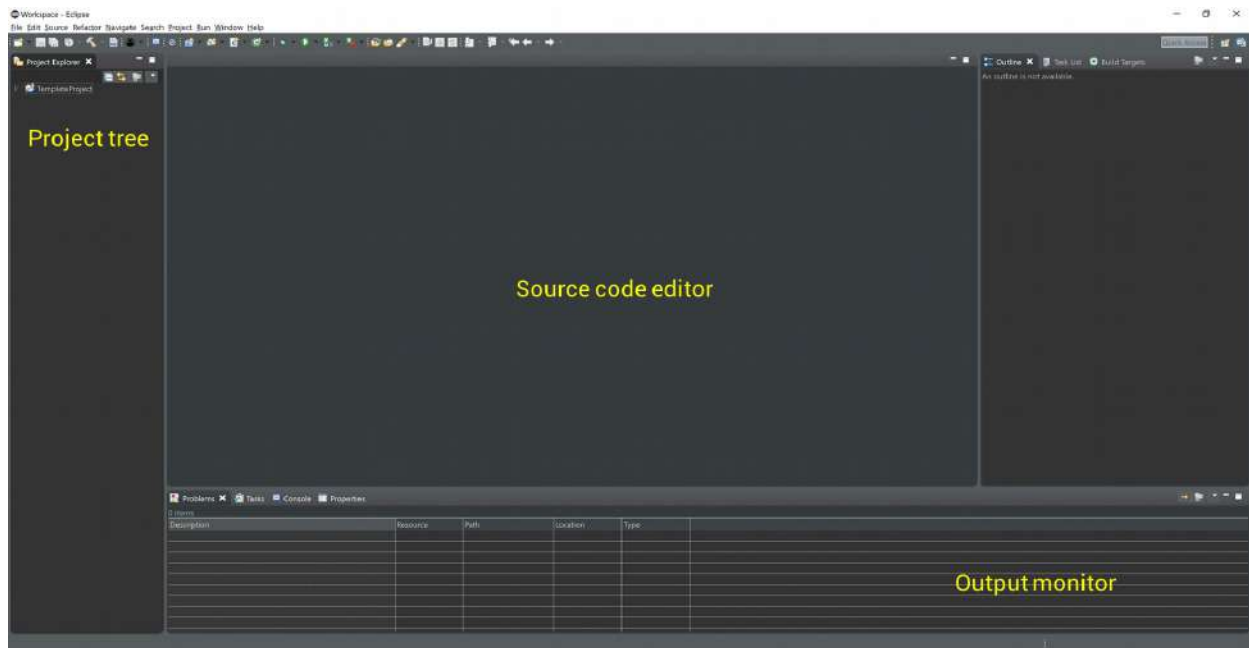 Workspace - Eclipse
File Edit Source Refactor Navigate Search Project Run Window Help
Quick Access
Project Explorer
TemplateProject
Project tree
Source code editor
Outline Task List Build Targets
An outline is not available.
Problems Tasks Console Properties
0 items
Description Resource Path Location Type
Output monitor